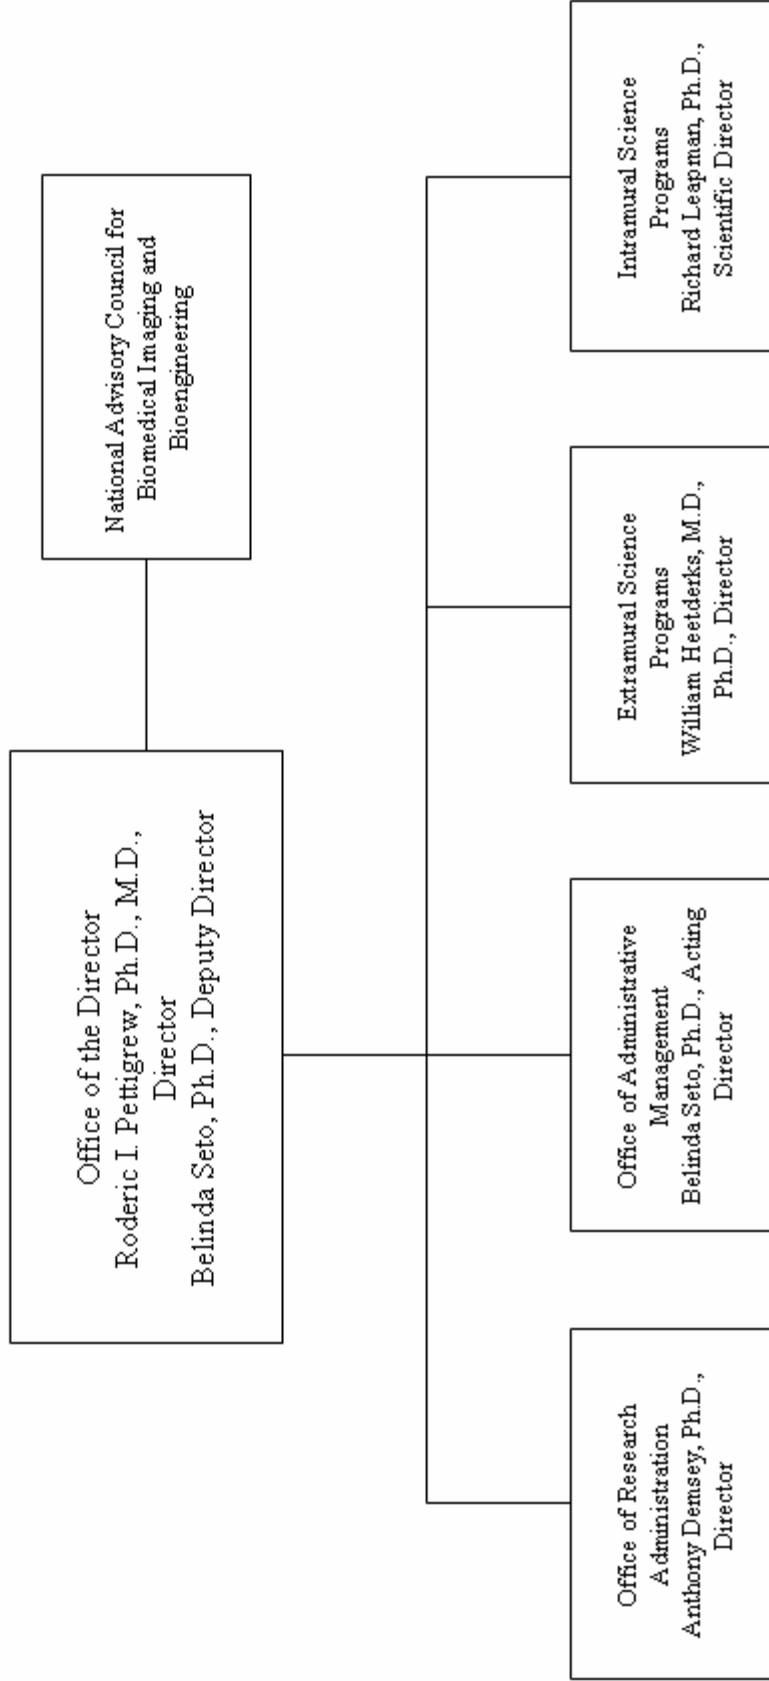 Office of the Director
Roderic I. Pettigrew, Ph.D., M.D.,
Director
Belinda Seto, Ph.D., Deputy Director
National Advisory Council for
Biomedical Imaging and
Bioengineering
Office of Research
Administration
Anthony Demsey, Ph.D.,
Director
Office of Administrative
Management
Belinda Seto, Ph.D., Acting
Director
Extramural Science
Programs
William Heetderks, M.D.,
Ph.D., Director
Intramural Science
Programs
Richard Leapman, Ph.D.,
Scientific Director